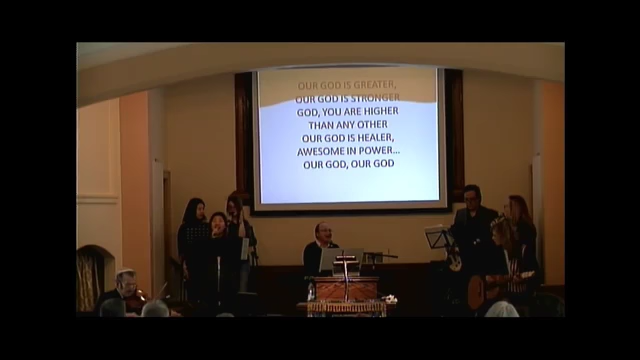 OUR GOD IS GREATER,
OUR GOD IS STRONGER
GOD, YOU ARE HIGHER
THAN ANY OTHER
OUR GOD IS HEALER,
AWESOME IN POWER...
OUR GOD, OUR GOD